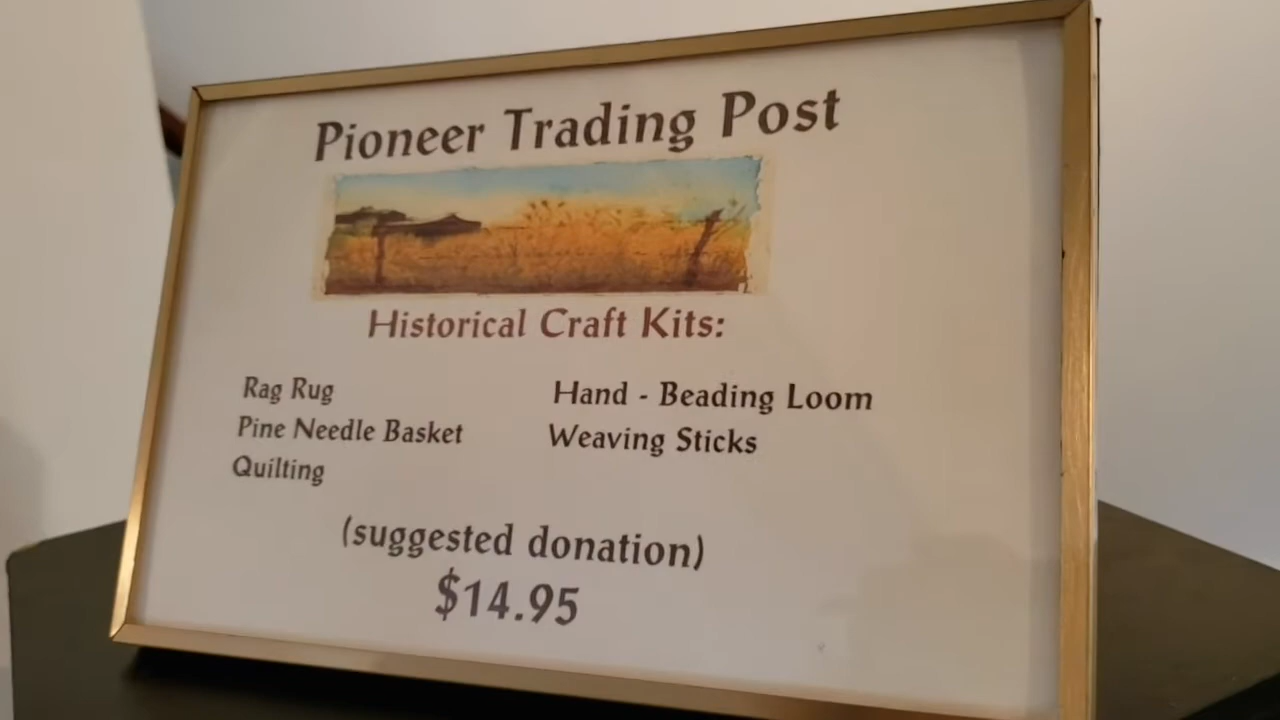 Pioneer Trading Post
Historical Craft Kits:
Rag Rug
Pine Needle Basket
Quilting
Hand - Beading Loom
Weaving Sticks
(suggested donation)
$14.95